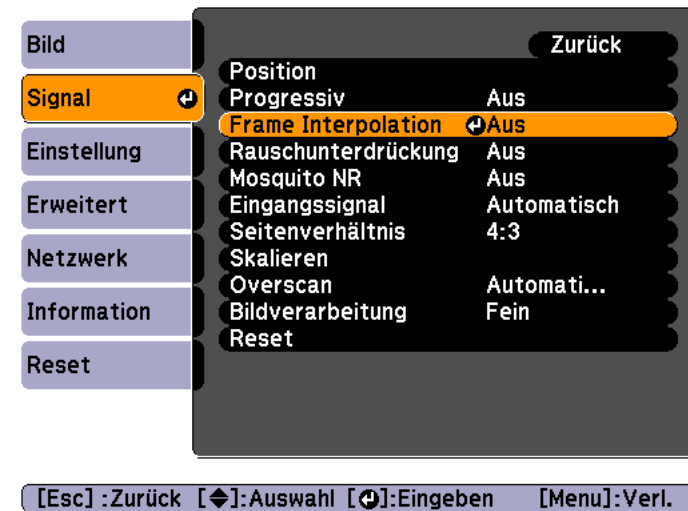 Bild
Signal
Einstellung
Erweitert
Netzwerk
Information
Reset
Zurück
Position
Progressiv Aus
Frame Interpolation Aus
Rauschunterdrückung Aus
Mosquito NR Aus
Eingangssignal Automatisch
Seitenverhältnis 4:3
Skalieren
Overscan Automati...
Bildverarbeitung Fein
Reset
[Esc] :Zurück [◆]:Auswahl [↵]:Eingeben [Menu]:Verl.